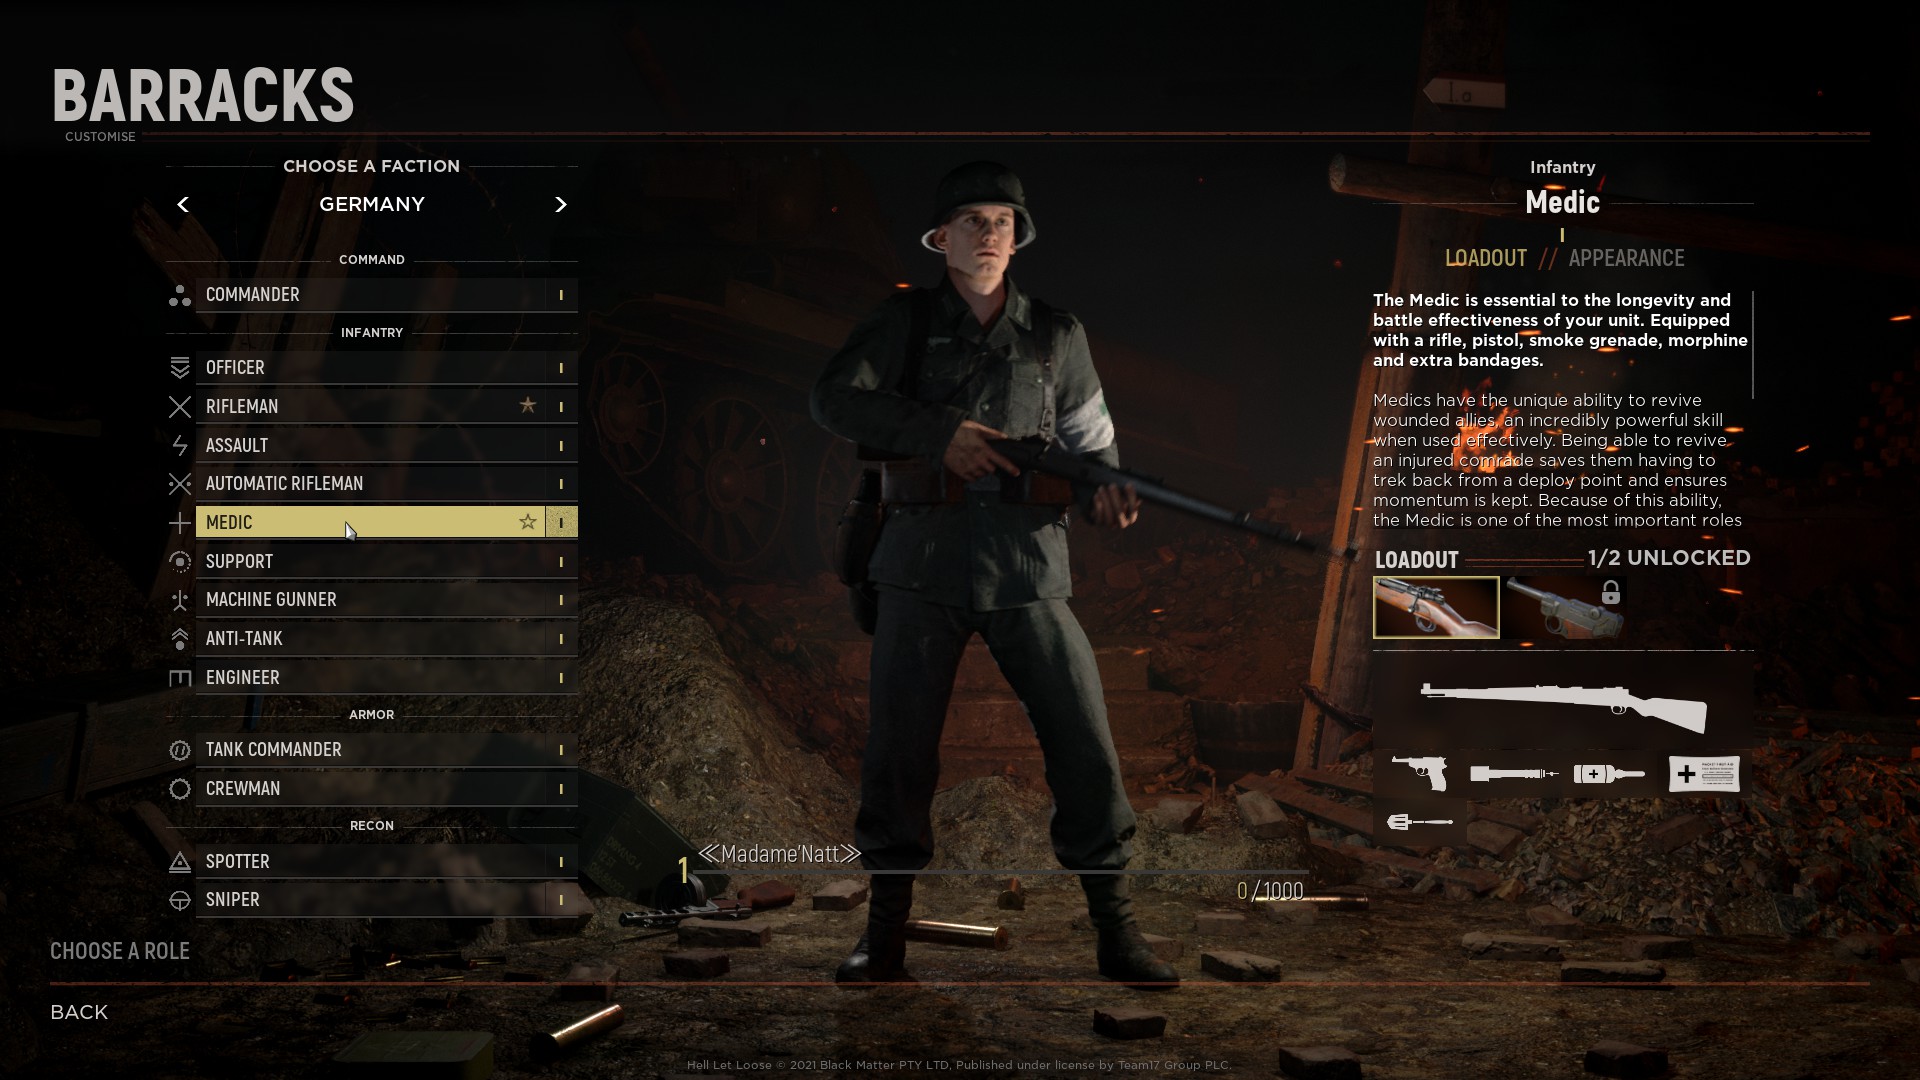 BARRACKS
CUSTOMISE
CHOOSE A FACTION
GERMANY
COMMAND
COMMANDER I
INFANTRY
OFFICER I
RIFLEMAN I
ASSAULT I
AUTOMATIC RIFLEMAN I
MEDIC I
SUPPORT I
MACHINE GUNNER I
ANTI-TANK I
ENGINEER I
ARMOR
TANK COMMANDER I
CREWMAN I
RECON
SPOTTER I
SNIPER I
CHOOSE A ROLE
BACK
1 ≪Madame'Natt≫
0/1000
Infantry
Medic
I
LOADOUT // APPEARANCE
The Medic is essential to the longevity and
battle effectiveness of your unit. Equipped
with a rifle, pistol, smoke grenade, morphine
and extra bandages.
Medics have the unique ability to revive
wounded allies, an incredibly powerful skill
when used effectively. Being able to revive
an injured comrade saves them having to
trek back from a deploy point and ensures
momentum is kept. Because of this ability,
the Medic is one of the most important roles
LOADOUT 1/2 UNLOCKED
Hell Let Loose © 2021 Black Matter PTY LTD, Published under license by Team17 Group PLC.